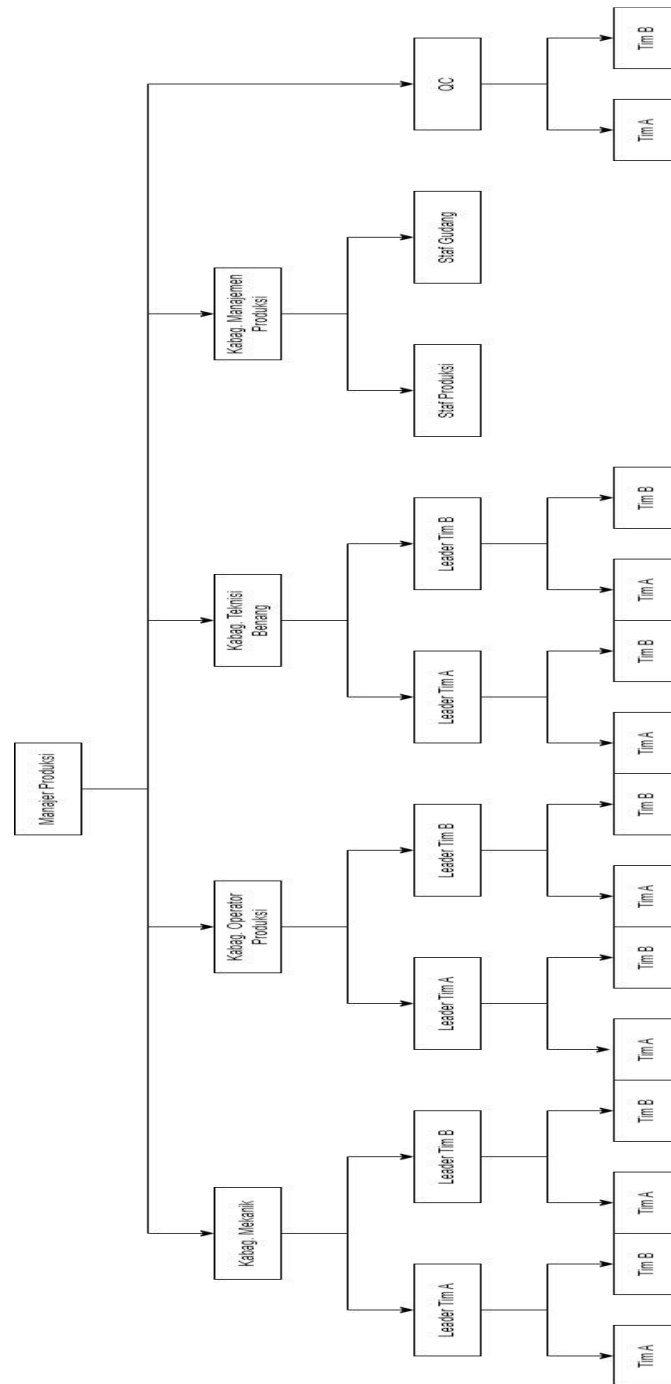 Manajer Produksi
Kabag. Mekanik
Kabag. Operator
Produksi
Kabag. Teknisi
Benang
Kabag. Manajemen
Produksi
Leader Tim A
Leader Tim B
Leader Tim A
Leader Tim B
Leader Tim A
Leader Tim B
Staf Produksi
Staf Gudang
QC
Tim A
Tim B
Tim A
Tim B
Tim A
Tim B
Tim A
Tim B
Tim A
Tim B
Tim A
Tim B
Tim A
Tim B